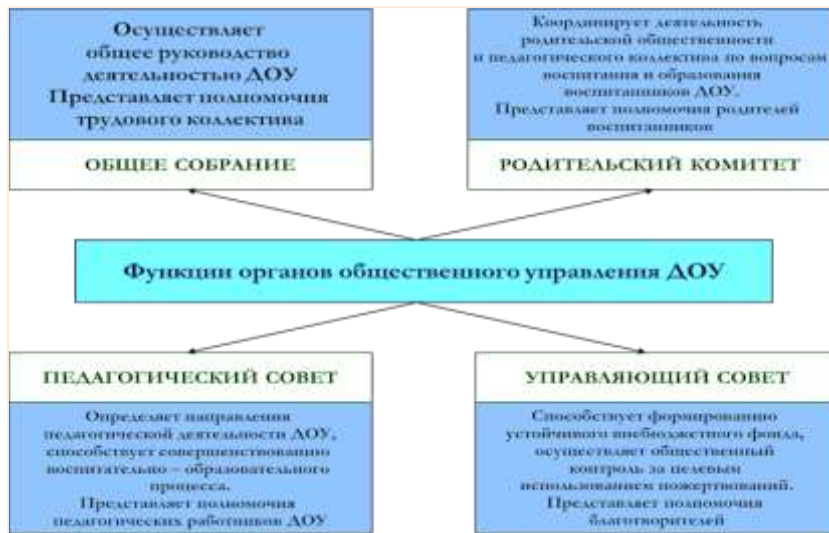 Осуществляет
общее руководство
деятельностью ДОУ
Представляет полномочия
трудового коллектива
ОБЩЕЕ СОБРАНИЕ
Координирует деятельность
родительской общественности
и педагогического коллектива по вопросам
воспитания и образования
воспитанников ДОУ.
Представляет полномочия родителей
воспитанников
РОДИТЕЛЬСКИЙ КОМИТЕТ
Функции органов общественного управления ДОУ
ПЕДАГОГИЧЕСКИЙ СОВЕТ
Определяет направления
педагогической деятельности ДОУ,
способствует совершенствованию
воспитательно – образовательного
процесса.
Представляет полномочия
педагогических работников ДОУ
УПРАВЛЯЮЩИЙ СОВЕТ
Способствует формированию
устойчивого внебюджетного фонда,
осуществляет общественный
контроль за целевым
использованием пожертвований.
Представляет полномочия
благотворителей